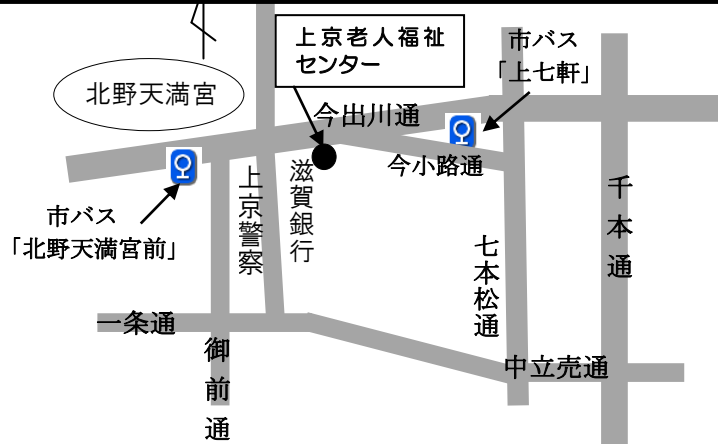 上京老人福祉
センター
市バス
「上七軒」
北野天満宮
今出川通
今小路通
市バス
「北野天満宮前」
上京警察
滋賀銀行
千本通
七本松通
一条通
御前通
中立売通